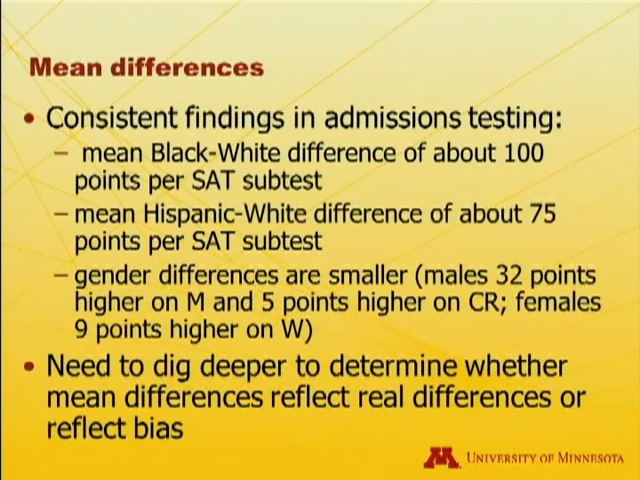 Mean differences
• Consistent findings in admissions testing:
– mean Black-White difference of about 100
points per SAT subtest
– mean Hispanic-White difference of about 75
points per SAT subtest
– gender differences are smaller (males 32 points
higher on M and 5 points higher on CR; females
9 points higher on W)
• Need to dig deeper to determine whether
mean differences reflect real differences or
reflect bias
M UNIVERSITY OF MINNESOTA